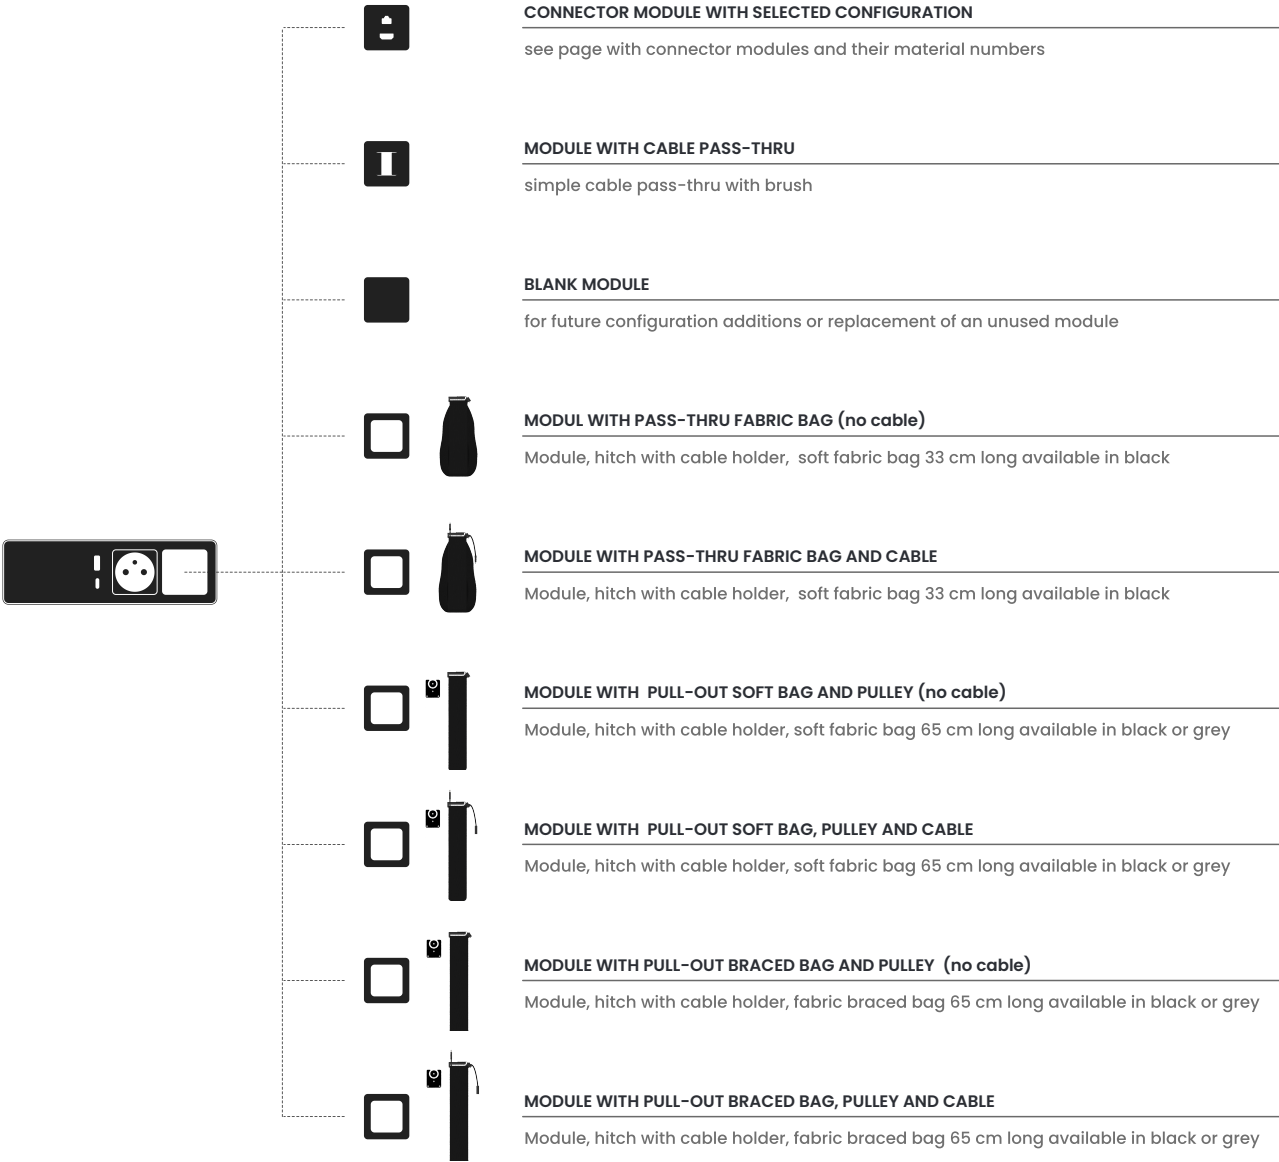 CONNECTOR MODULE WITH SELECTED CONFIGURATION
see page with connector modules and their material numbers
MODULE WITH CABLE PASS-THRU
simple cable pass-thru with brush
BLANK MODULE
for future configuration additions or replacement of an unused module
MODUL WITH PASS-THRU FABRIC BAG (no cable)
Module, hitch with cable holder,  soft fabric bag 33 cm long available in black
MODULE WITH PASS-THRU FABRIC BAG AND CABLE
Module, hitch with cable holder,  soft fabric bag 33 cm long available in black
MODULE WITH  PULL-OUT SOFT BAG AND PULLEY (no cable)
Module, hitch with cable holder, soft fabric bag 65 cm long available in black or grey
MODULE WITH  PULL-OUT SOFT BAG, PULLEY AND CABLE
Module, hitch with cable holder, soft fabric bag 65 cm long available in black or grey
MODULE WITH PULL-OUT BRACED BAG AND PULLEY  (no cable)
Module, hitch with cable holder, fabric braced bag 65 cm long available in black or grey
MODULE WITH PULL-OUT BRACED BAG, PULLEY AND CABLE
Module, hitch with cable holder, fabric braced bag 65 cm long available in black or grey